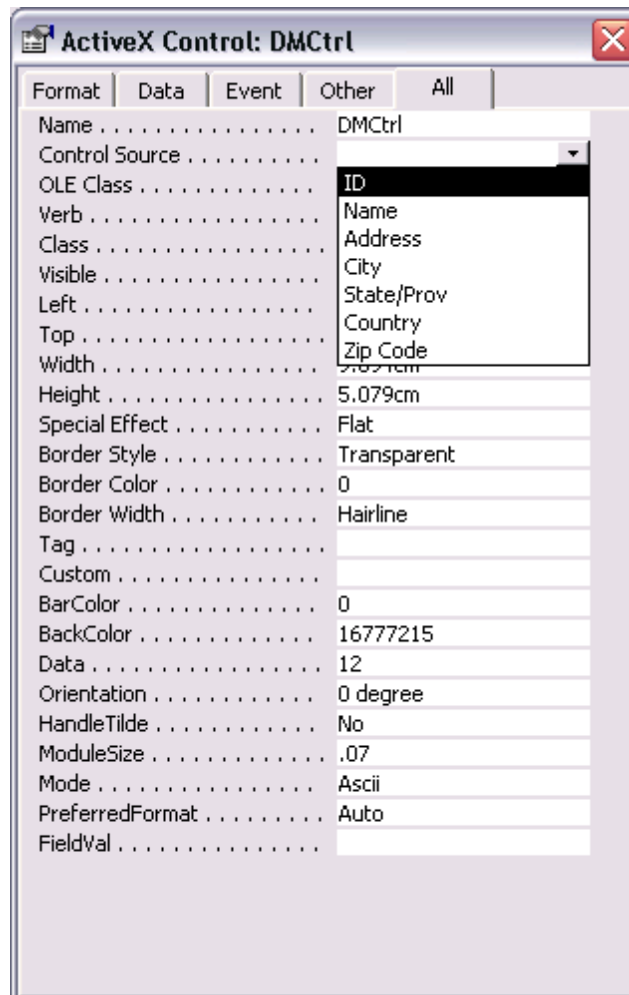 ActiveX Control: DMCtrl
Format Data Event Other All
Name . . . . . . . . . . . . . . . . DMCtrl
Control Source . . . . . . . . . .
OLE Class . . . . . . . . . . . . . ID
Verb . . . . . . . . . . . . . . . . . Name
Class . . . . . . . . . . . . . . . . . Address
Visible . . . . . . . . . . . . . . . . City
Left . . . . . . . . . . . . . . . . . . State/Prov
Top . . . . . . . . . . . . . . . . . . Country
Zip Code
Width . . . . . . . . . . . . . . . .
Height . . . . . . . . . . . . . . . . 5.079cm
Special Effect . . . . . . . . . . . Flat
Border Style . . . . . . . . . . . . Transparent
Border Color . . . . . . . . . . . . 0
Border Width . . . . . . . . . . . Hairline
Tag . . . . . . . . . . . . . . . . . .
Custom . . . . . . . . . . . . . . .
BarColor . . . . . . . . . . . . . . 0
BackColor . . . . . . . . . . . . . 16777215
Data . . . . . . . . . . . . . . . . . 12
Orientation . . . . . . . . . . . . 0 degree
HandleTilde . . . . . . . . . . . . No
ModuleSize . . . . . . . . . . . . .07
Mode . . . . . . . . . . . . . . . . Ascii
PreferredFormat . . . . . . . . . Auto
FieldVal . . . . . . . . . . . . . . .